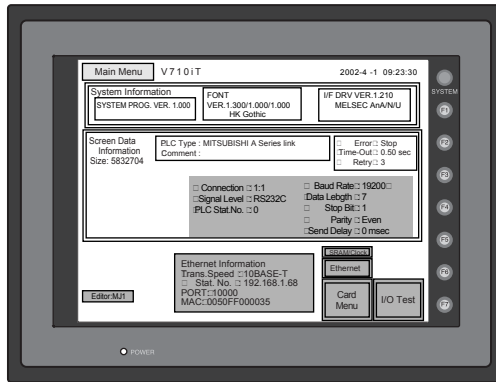 Main Menu V710iT 2002-4 -1 09:23:30
SYSTEM
System Information
SYSTEM PROG. VER. 1.000
FONT
VER.1.300/1.000/1.000
HK Gothic
I/F DRV VER.1.210
MELSEC AnA/N/U
F1
Screen Data
Information
Size: 5832704
PLC Type : MITSUBISHI A Series link
Comment :
□ Error□ Stop
□Time-Out□ 0.50 sec
□ Retry□ 3
F2
F3
□ Connection □ 1:1
□Signal Level □ RS232C
□PLC Stat.No. □ 0
□ Baud Rate□ 19200□
□Data Lebgth □ 7
□ Stop Bit□ 1
□ Parity □ Even
□Send Delay □ 0 msec
F4
F5
Ethernet Information
Trans.Speed □10BASE-T
□ Stat. No. □ 192.168.1.68
PORT□10000
MAC□0050FF000035
SRAM/Clock
Ethernet
F6
Editor:MJ1
Card
Menu
I/O Test
F7
POWER